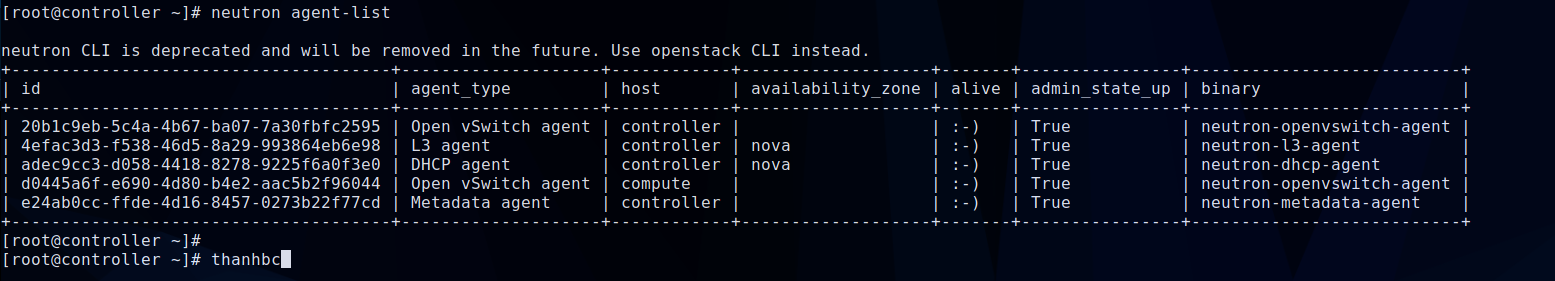 [root@controller ~]# neutron agent-list
neutron CLI is deprecated and will be removed in the future. Use openstack CLI instead.
+--------------------------------------+--------------------+------------+-------------------+-------+----------------+---------------------------+
| id                                   | agent_type         | host       | availability_zone | alive | admin_state_up | binary                    |
+--------------------------------------+--------------------+------------+-------------------+-------+----------------+---------------------------+
| 20b1c9eb-5c4a-4b67-ba07-7a30fbfc2595 | Open vSwitch agent | controller |                   | :-)   | True           | neutron-openvswitch-agent |
| 4efac3d3-f538-46d5-8a29-993864eb6e98 | L3 agent           | controller | nova              | :-)   | True           | neutron-l3-agent          |
| adec9cc3-d058-4418-8278-9225f6a0f3e0 | DHCP agent         | controller | nova              | :-)   | True           | neutron-dhcp-agent        |
| d0445a6f-e690-4d80-b4e2-aac5b2f96044 | Open vSwitch agent | compute    |                   | :-)   | True           | neutron-openvswitch-agent |
| e24ab0cc-ffde-4d16-8457-0273b22f77cd | Metadata agent     | controller |                   | :-)   | True           | neutron-metadata-agent    |
+--------------------------------------+--------------------+------------+-------------------+-------+----------------+---------------------------+
[root@controller ~]#
[root@controller ~]# thanhbc